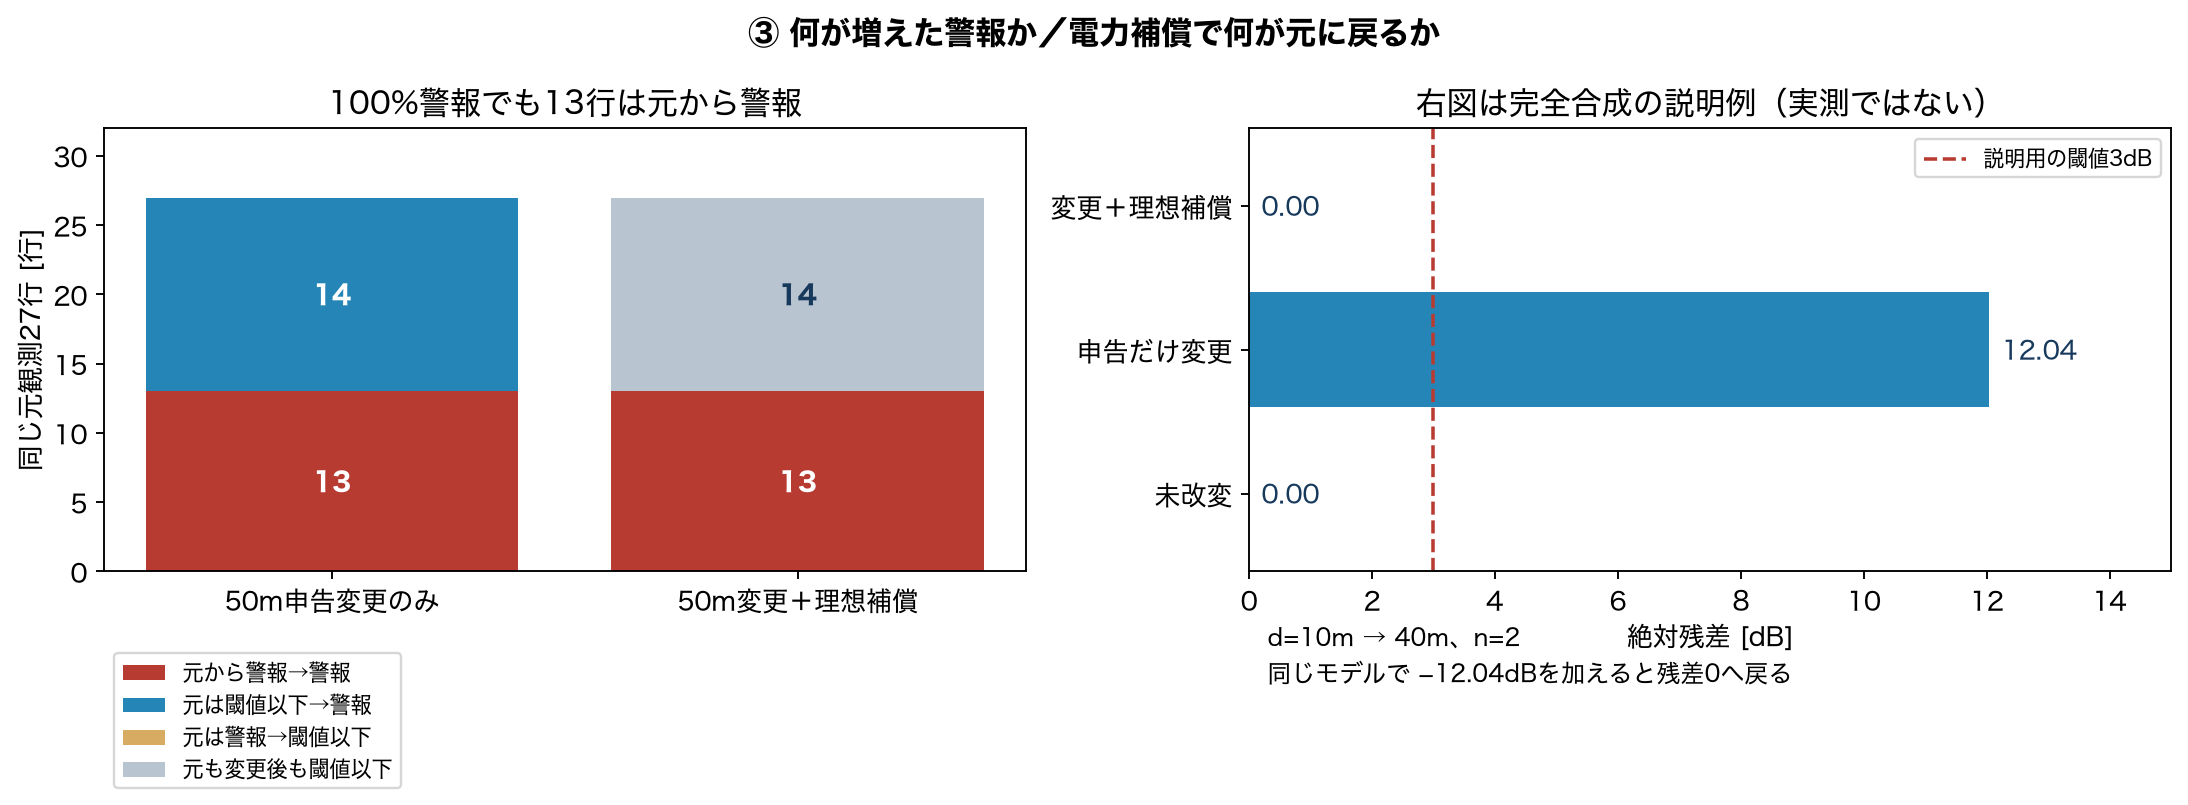 ③ 何が増えた警報か／電力補償で何が元に戻るか
100%警報でも13行は元から警報
同じ元観測27行 [行]
30
25
20
15
10
5
0
14
13
14
13
50m申告変更のみ
50m変更＋理想補償
元から警報→警報
元は閾値以下→警報
元は警報→閾値以下
元も変更後も閾値以下
右図は完全合成の説明例（実測ではない）
説明用の閾値3dB
変更＋理想補償
0.00
申告だけ変更
12.04
未改変
0.00
0 2 4 6 8 10 12 14
絶対残差 [dB]
d=10m → 40m、n=2
同じモデルで −12.04dBを加えると残差0へ戻る